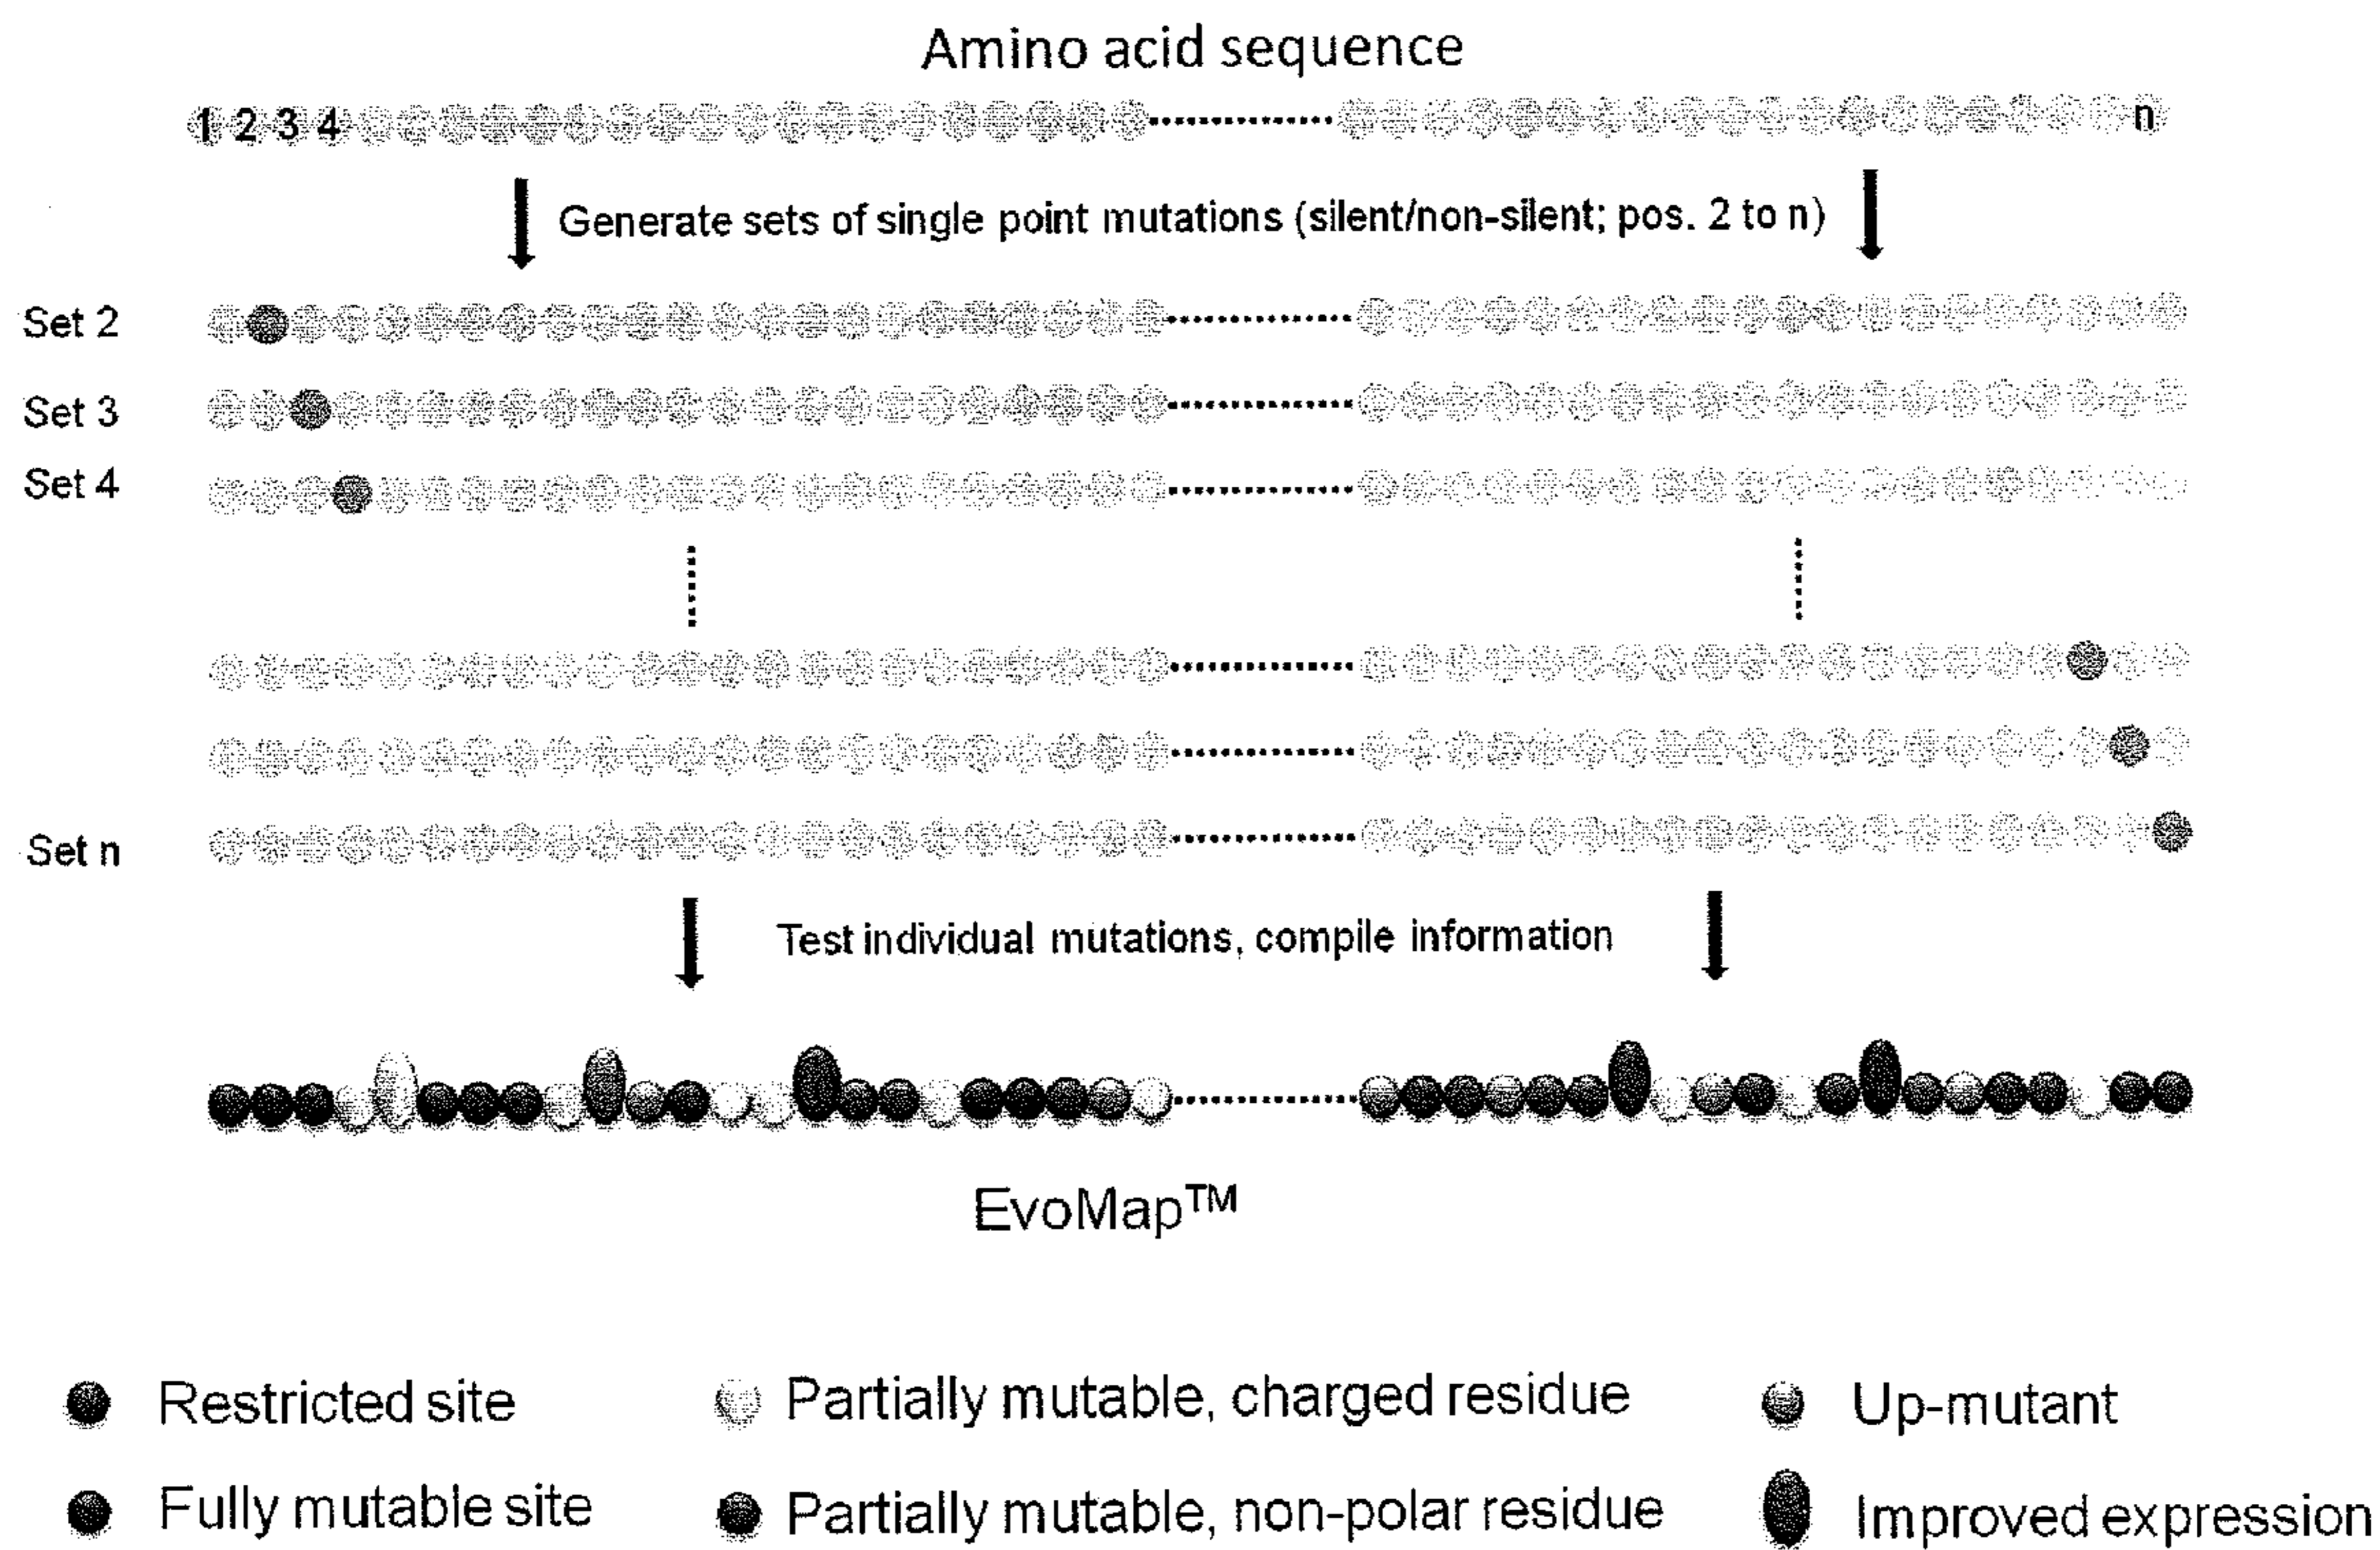 Amino acid sequence
1 2 3 4 n
Generate sets of single point mutations (silent/non-silent; pos. 2 to n)
Set 2
Set 3
Set 4
Set n
Test individual mutations, compile information
EvoMap™
Restricted site
Partially mutable, charged residue
Up-mutant
Fully mutable site
Partially mutable, non-polar residue
Improved expression